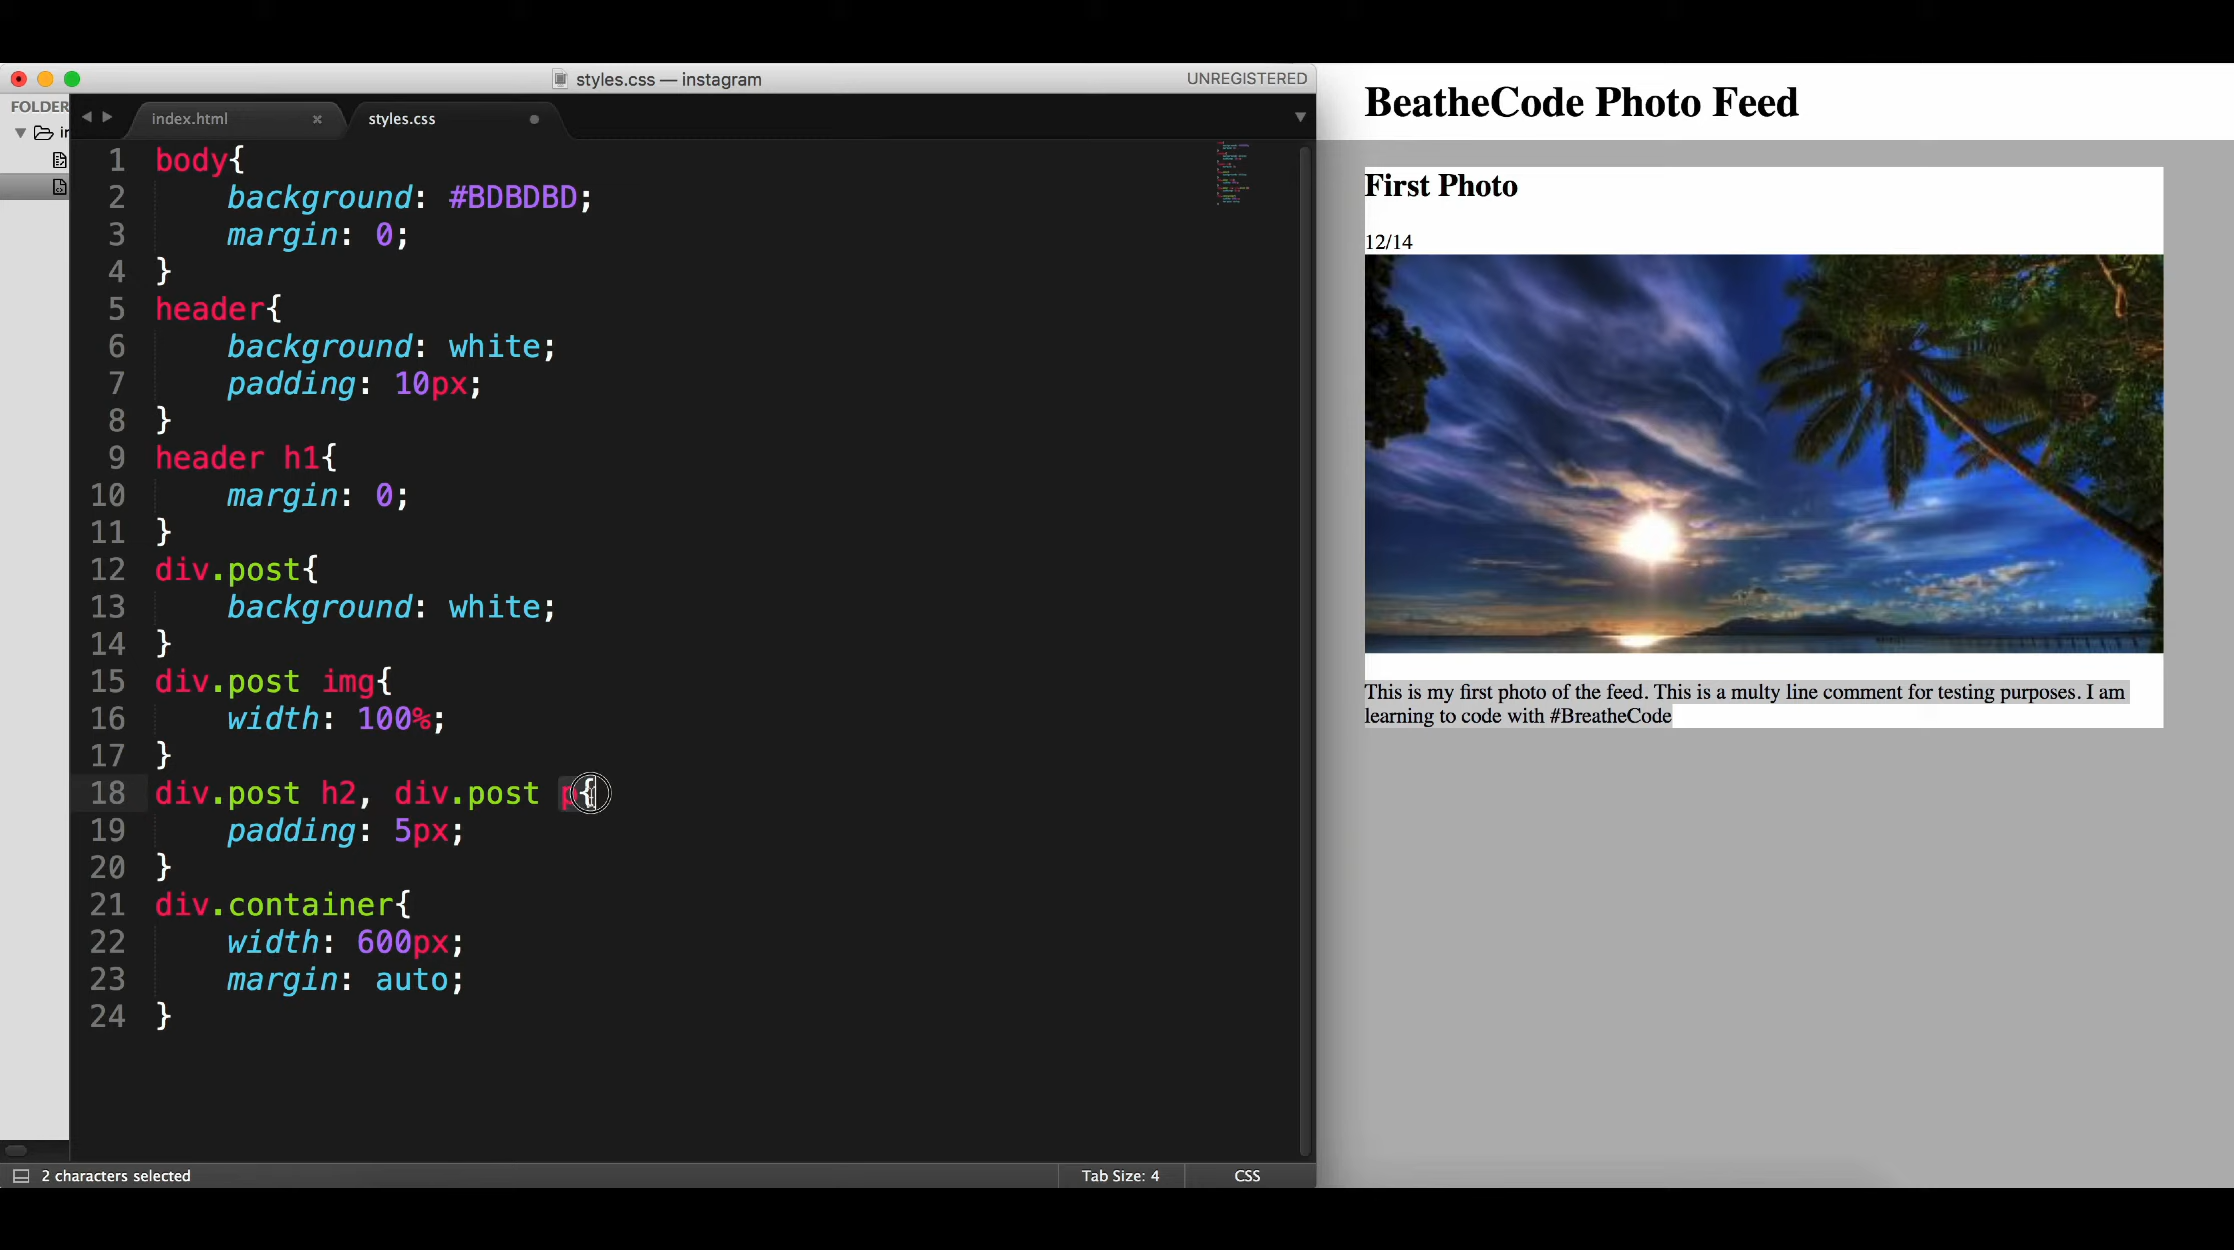 styles.css — instagram
UNREGISTERED
FOLDER
index.html
styles.css
1 body{
2 background: #BDBDBD;
3 margin: 0;
4 }
5 header{
6 background: white;
7 padding: 10px;
8 }
9 header h1{
10 margin: 0;
11 }
12 div.post{
13 background: white;
14 }
15 div.post img{
16 width: 100%;
17 }
18 div.post h2, div.post p{
19 padding: 5px;
20 }
21 div.container{
22 width: 600px;
23 margin: auto;
24 }
2 characters selected
Tab Size: 4
CSS
BeatheCode Photo Feed
First Photo
12/14
This is my first photo of the feed. This is a multy line comment for testing purposes. I am
learning to code with #BreatheCode